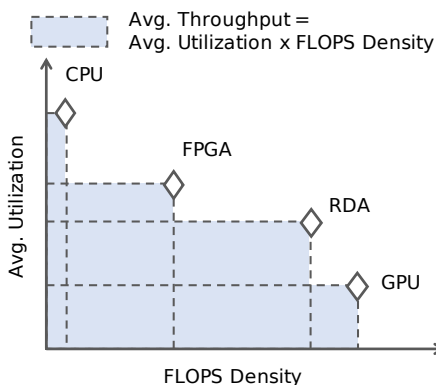 Avg. Throughput =
Avg. Utilization x FLOPS Density
CPU
FPGA
RDA
GPU
Avg. Utilization
FLOPS Density